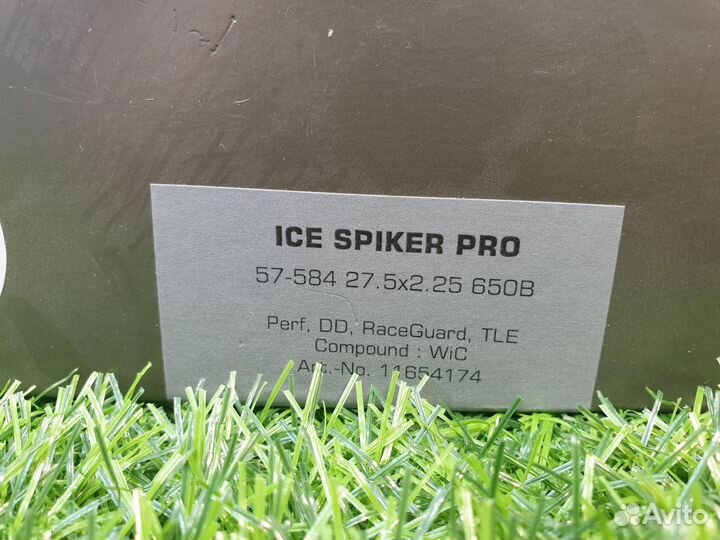 ICE SPIKER PRO
57-584 27.5x2.25 650B
Perf, DD, RaceGuard, TLE
Compound : WiC
Art.-No. 11654174
Avito